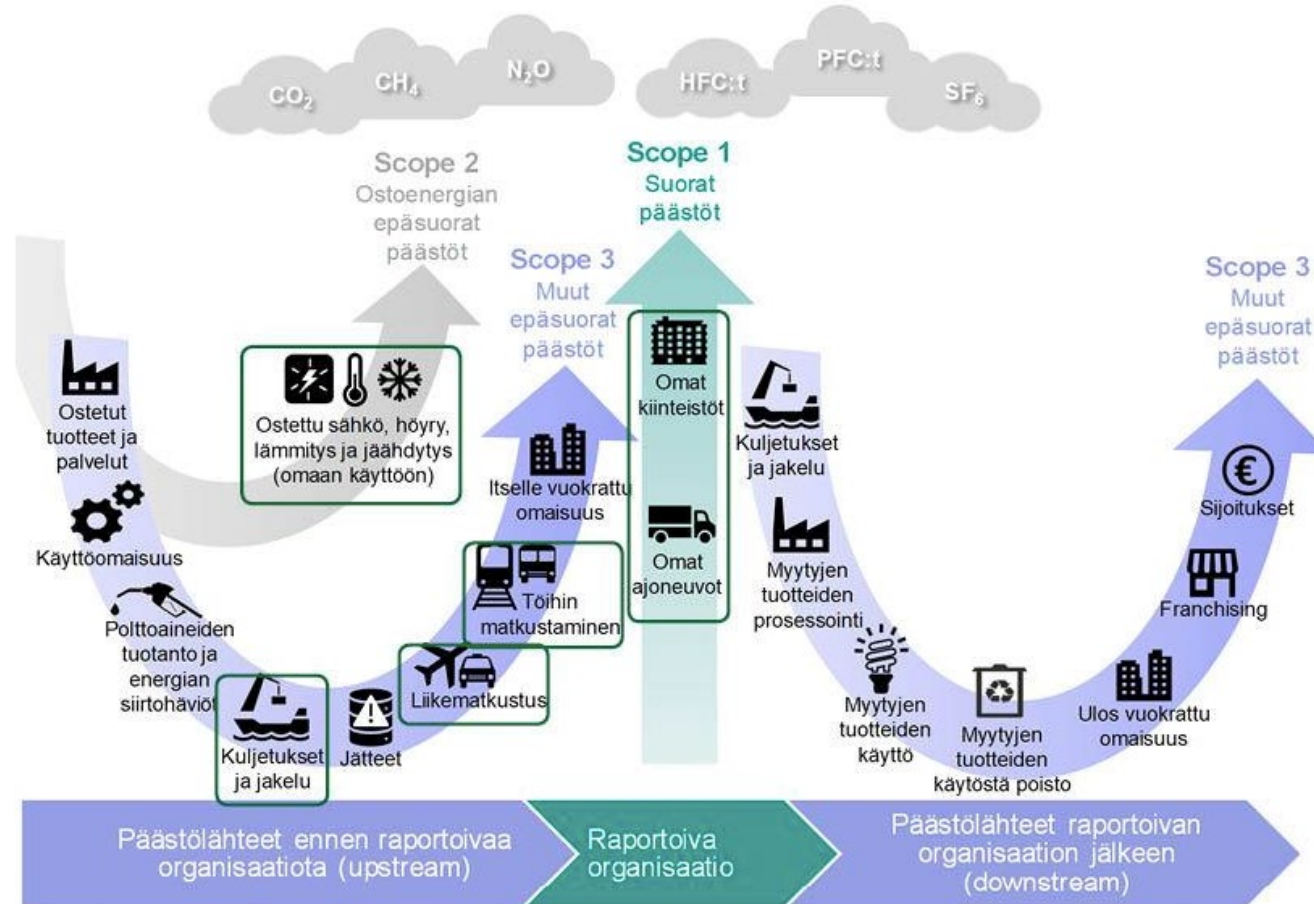 CO₂
CH₄
N₂O
HFC:t
PFC:t
SF₆
Scope 2
Ostoenergian
epäsuorat
päästöt
Scope 1
Suorat
päästöt
Scope 3
Muut
epäsuorat
päästöt
Scope 3
Muut
epäsuorat
päästöt
Ostetut
tuotteet ja
palvelut
Käyttöomaisuus
Polttoaineiden
tuotanto ja
energian
siirtohäviöt
Kuljetukset
ja jakelu
Jätteet
Liikematkustus
Töihin
matkustaminen
Itselle vuokrattu
omaisuus
Ostettu sähkö, höyry,
lämmitys ja jäähdytys
(omaan käyttöön)
Omat
kiinteistöt
Omat
ajoneuvot
Kuljetukset
ja jakelu
Myytyjen
tuotteiden
prosessointi
Myytyjen
tuotteiden
käyttö
Myytyjen
tuotteiden
käytöstä poisto
Ulos vuokrattu
omaisuus
Franchising
€
Sijoitukset
Päästölähteet ennen raportoivaa
organisaatiota (upstream)
Raportoiva
organisaatio
Päästölähteet raportoivan
organisaation jälkeen
(downstream)